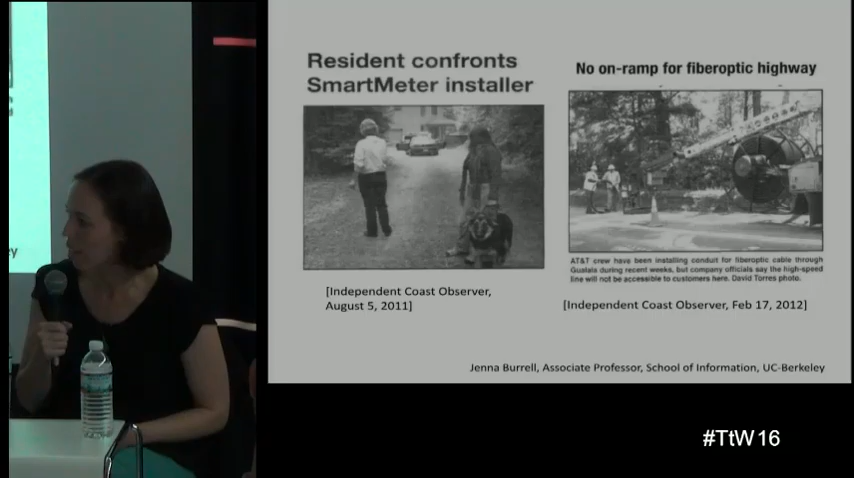 Resident confronts
SmartMeter installer
No on-ramp for fiberoptic highway
AT&T crew have been installing conduit for fiberoptic cable through
Gualala during recent weeks, but company officials say the high-speed
line will not be accessible to customers here. David Torres photo.
[Independent Coast Observer,
August 5, 2011]
[Independent Coast Observer, Feb 17, 2012]
Jenna Burrell, Associate Professor, School of Information, UC-Berkeley
#TtW16